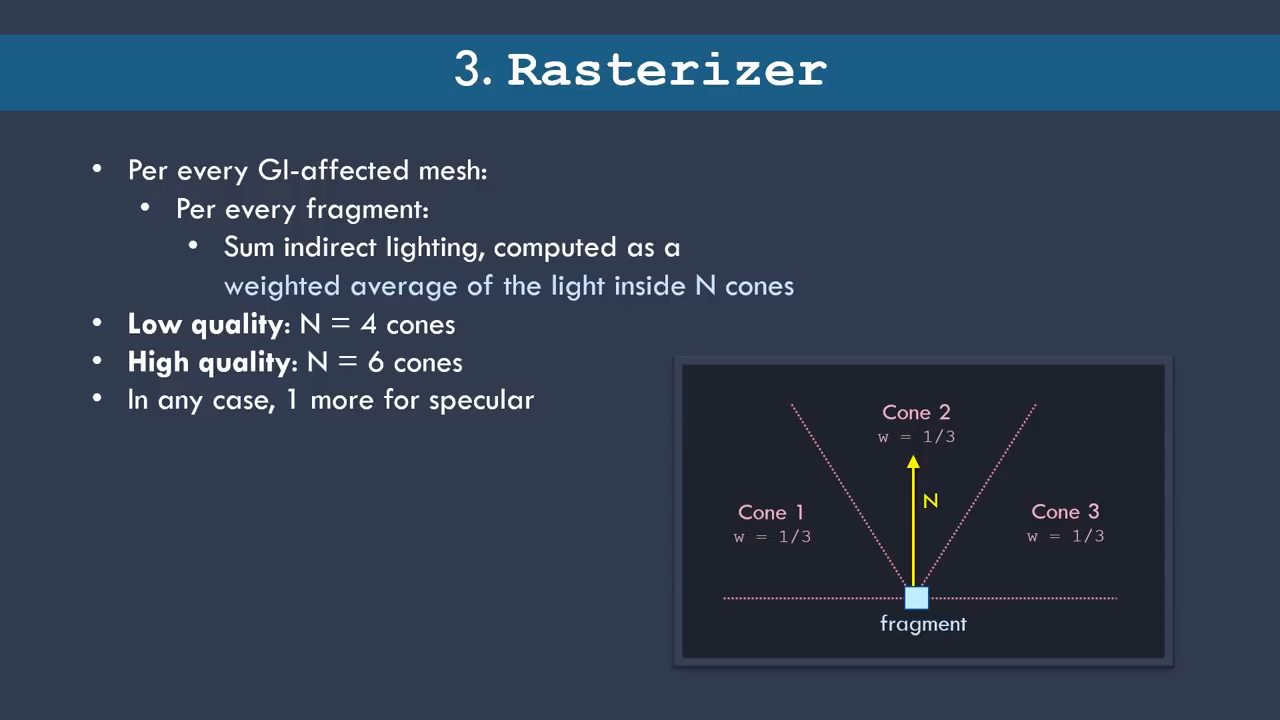 3. Rasterizer
• Per every GI-affected mesh:
• Per every fragment:
• Sum indirect lighting, computed as a
weighted average of the light inside N cones
• Low quality: N = 4 cones
• High quality: N = 6 cones
• In any case, 1 more for specular
Cone 2
w = 1/3
N
Cone 1
w = 1/3
Cone 3
w = 1/3
fragment